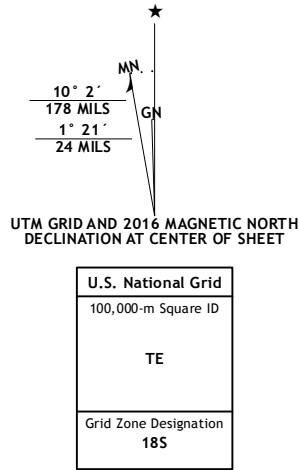 ★
MN
10° 2´
178 MILS
GN
1° 21´
24 MILS
UTM GRID AND 2016 MAGNETIC NORTH
DECLINATION AT CENTER OF SHEET
U.S. National Grid
100,000-m Square ID
TE
Grid Zone Designation
18S